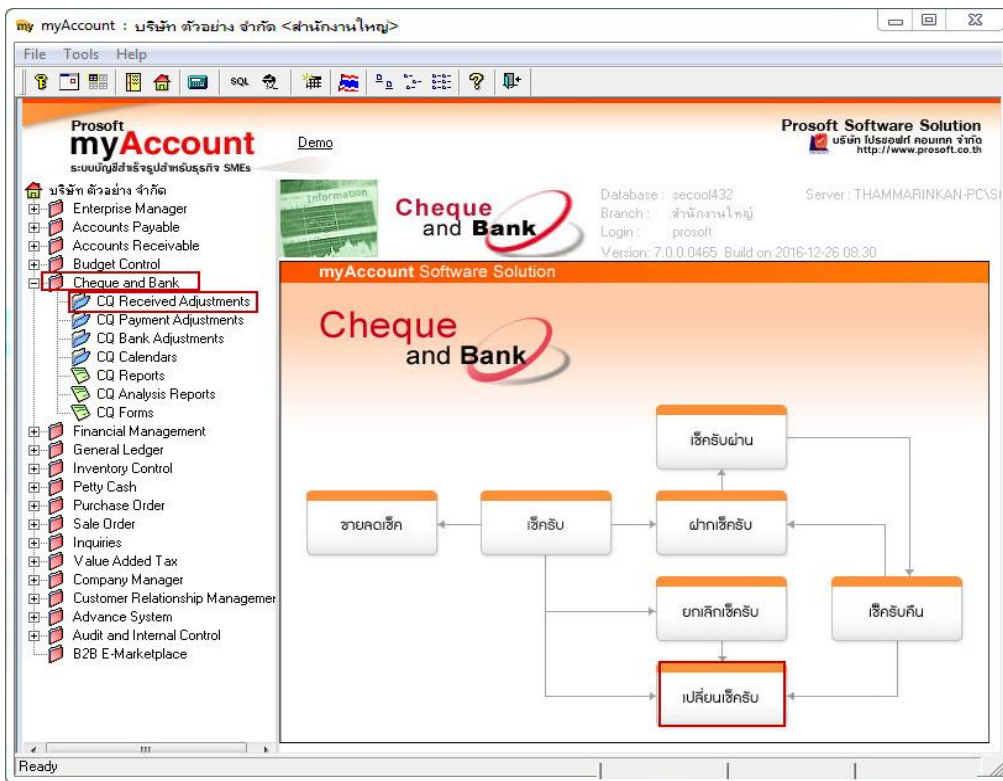 my myAccount : บริษัท ตัวอย่าง จำกัด <สำนักงานใหญ่>
File Tools Help
SQL
Prosoft
myAccount
ระบบบัญชีสำเร็จรูปสำหรับธุรกิจ SMEs
Demo
Prosoft Software Solution
บริษัท โปรซอฟท์ คอมเทค จำกัด
http://www.prosoft.co.th
บริษัท ตัวอย่าง จำกัด
Enterprise Manager
Accounts Payable
Accounts Receivable
Budget Control
Cheque and Bank
CQ Received Adjustments
CQ Payment Adjustments
CQ Bank Adjustments
CQ Calendars
CQ Reports
CQ Analysis Reports
CQ Forms
Financial Management
General Ledger
Inventory Control
Petty Cash
Purchase Order
Sale Order
Inquiries
Value Added Tax
Company Manager
Customer Relationship Managemer
Advance System
Audit and Internal Control
B2B E-Marketplace
Information
Cheque
and Bank
Database : secool432 Server : THAMMARINKAN-PC\S
Branch : สำนักงานใหญ่
Login : prosoft
Version: 7.0.0.0465 Build on 2016-12-26 08:30
myAccount Software Solution
Cheque
and Bank
เช็ครับผ่าน
ขายลดเช็ค
เช็ครับ
ฝากเช็ครับ
ยกเลิกเช็ครับ
เช็ครับคืน
เปลี่ยนเช็ครับ
Ready